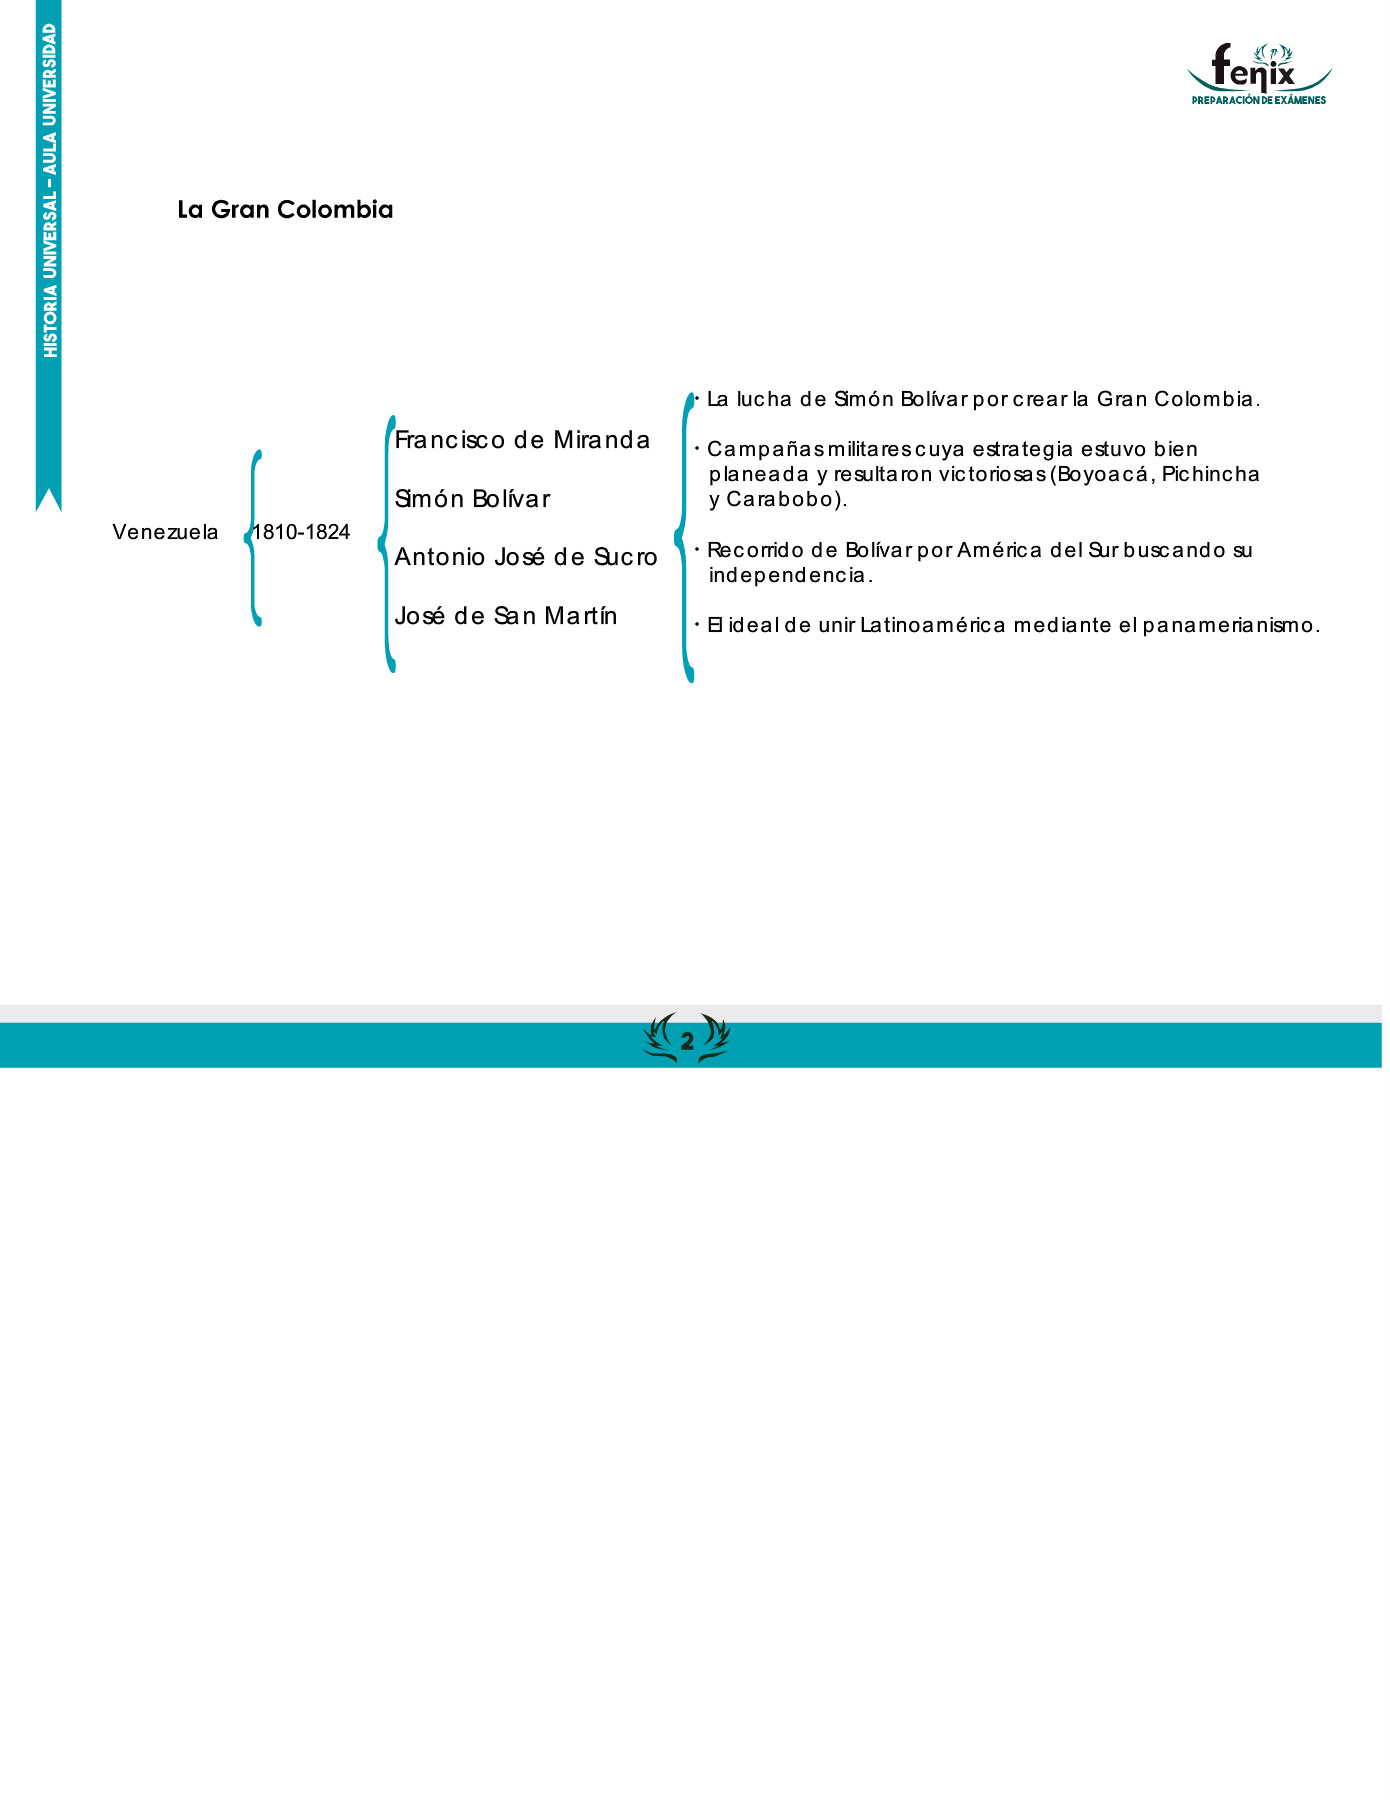 HISTORIA UNIVERSAL – AULA UNIVERSIDAD
fenix
PREPARACIÓN DE EXÁMENES
La Gran Colombia
Venezuela
1810-1824
Francisco de Miranda
Simón Bolívar
Antonio José de Sucro
José de San Martín
· La lucha de Simón Bolívar por crear la Gran Colombia.
· Campañas militares cuya estrategia estuvo bien
planeada y resultaron victoriosas (Boyoacá, Pichincha
y Carabobo).
· Recorrido de Bolívar por América del Sur buscando su
independencia.
· El ideal de unir Latinoamérica mediante el panamerianismo.
2